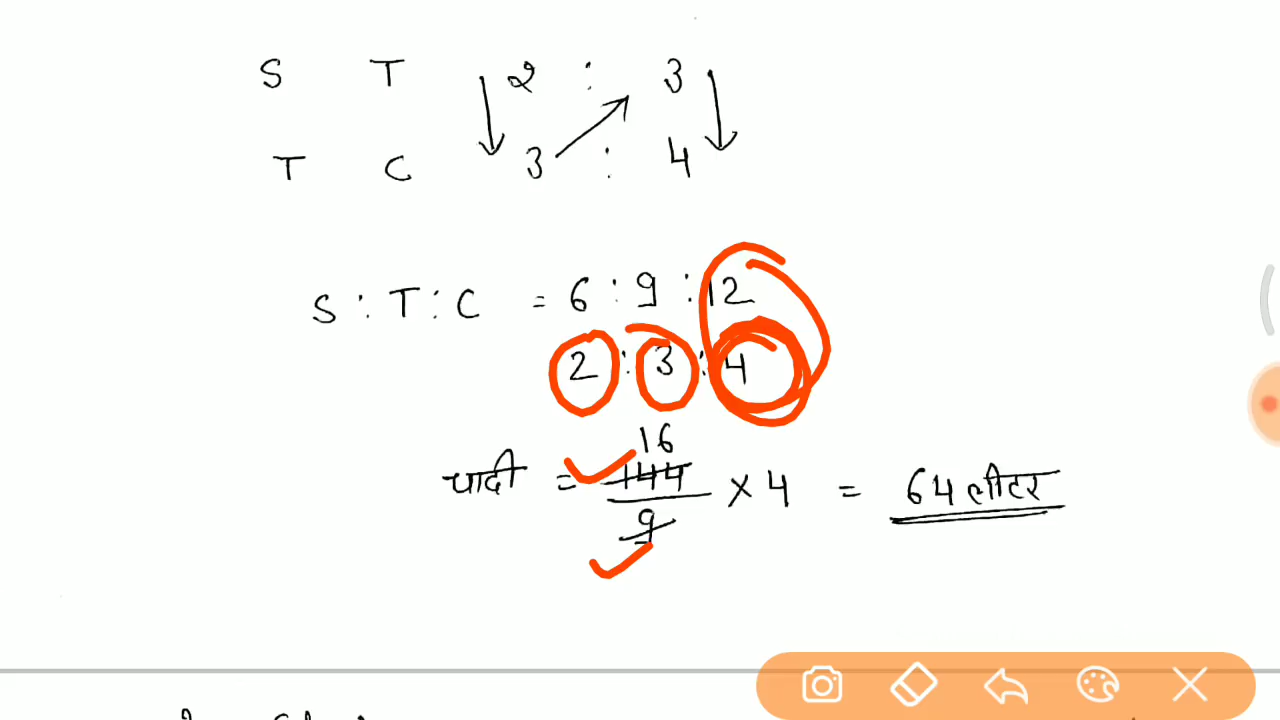 S T 2 : 3
T C 3 : 4
S : T : C = 6 : 9 : 12
2 : 3 : 4
16
चादी = 144/9 × 4 = 64 लीटर